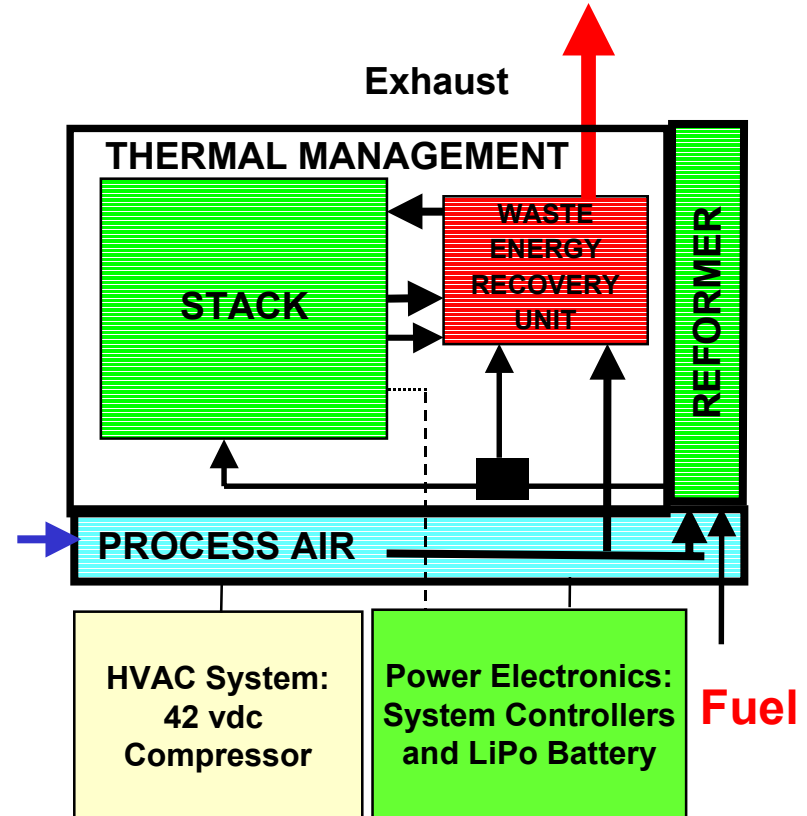 Exhaust
THERMAL MANAGEMENT
STACK
WASTE
ENERGY
RECOVERY
UNIT
REFORMER
PROCESS AIR
HVAC System:
42 vdc
Compressor
Power Electronics:
System Controllers
and LiPo Battery
Fuel